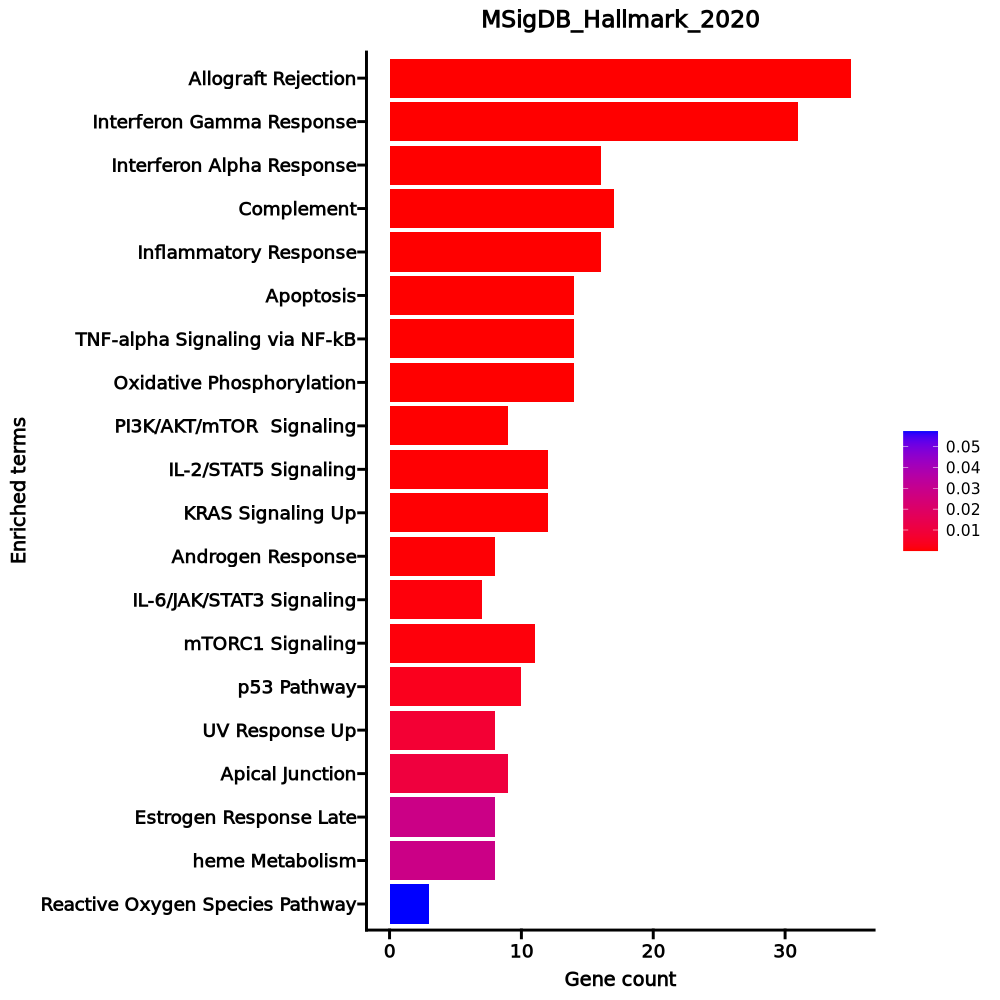 MSigDB_Hallmark_2020
Allograft Rejection
Interferon Gamma Response
Interferon Alpha Response
Complement
Inflammatory Response
Apoptosis
TNF-alpha Signaling via NF-kB
Oxidative Phosphorylation
PI3K/AKT/mTOR  Signaling
IL-2/STAT5 Signaling
KRAS Signaling Up
Androgen Response
IL-6/JAK/STAT3 Signaling
mTORC1 Signaling
p53 Pathway
UV Response Up
Apical Junction
Estrogen Response Late
heme Metabolism
Reactive Oxygen Species Pathway
Enriched terms
0 10 20 30
Gene count
0.05
0.04
0.03
0.02
0.01